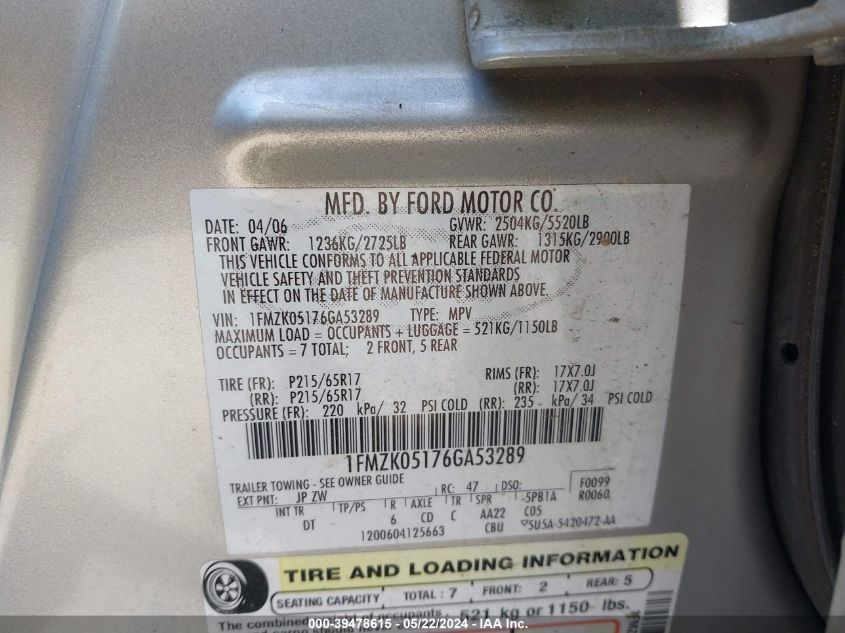 MFD. BY FORD MOTOR CO.
DATE: 04/06 GVWR: 2504KG/5520LB
FRONT GAWR: 1236KG/2725LB REAR GAWR: 1315KG/2900LB
THIS VEHICLE CONFORMS TO ALL APPLICABLE FEDERAL MOTOR
VEHICLE SAFETY AND THEFT PREVENTION STANDARDS
IN EFFECT ON THE DATE OF MANUFACTURE SHOWN ABOVE.
VIN: 1FMZK05176GA53289 TYPE: MPV
MAXIMUM LOAD = OCCUPANTS + LUGGAGE = 521KG/1150LB
OCCUPANTS = 7 TOTAL; 2 FRONT, 5 REAR
TIRE (FR): P215/65R17 RIMS (FR): 17X7.0J
(RR): P215/65R17 (RR): 17X7.0J
PRESSURE (FR): 220 kPa/ 32 PSI COLD (RR): 235 kPa/ 34 PSI COLD
1FMZK05176GA53289
TRAILER TOWING - SEE OWNER GUIDE
EXT PNT: JP ZW RC: 47 DSO: F0099
R0060
INT TR TP/PS R AXLE TR SPR 5PB1A
DT 6 CD C AA22 C05
1200604125663 CBU 5U5A-5420472-AA
TIRE AND LOADING INFORMATION
SEATING CAPACITY TOTAL : 7 FRONT: 2 REAR: 5
The combined of occupants 521 kg or 1150 lbs.
000-39478615 - 05/22/2024 - IAA Inc.